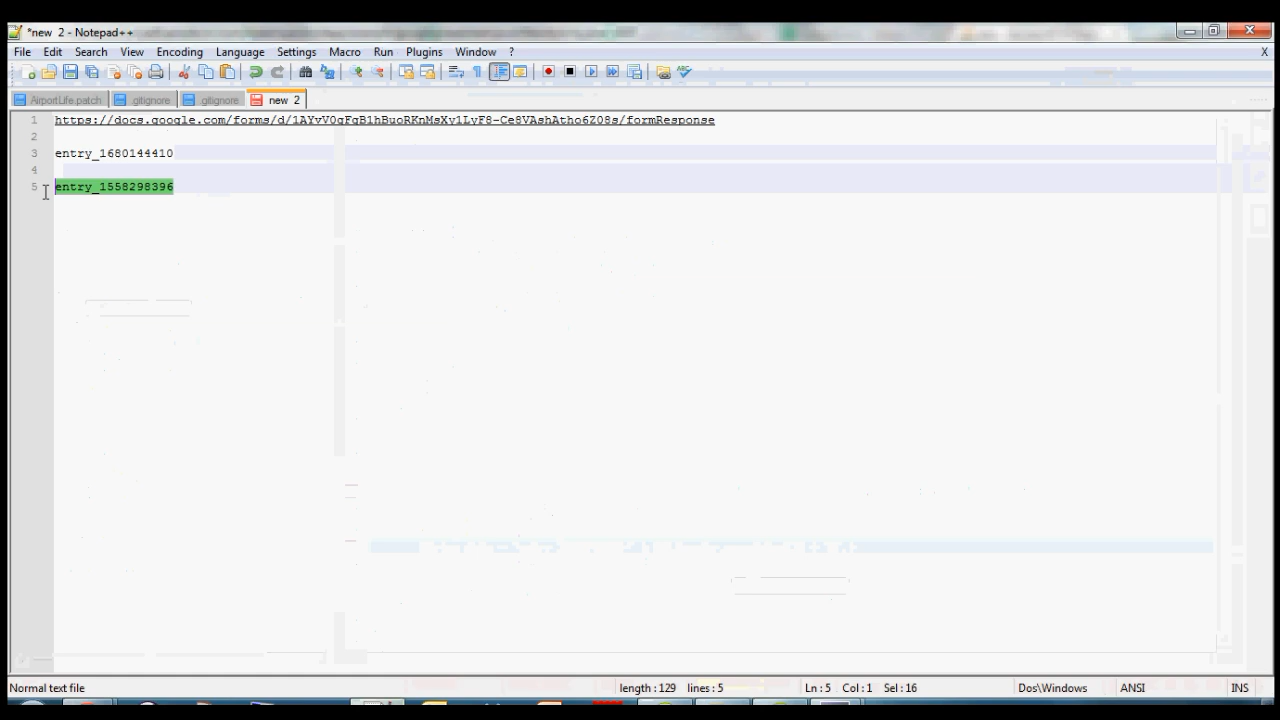 *new 2 - Notepad++
File Edit Search View Encoding Language Settings Macro Run Plugins Window ? X
AirportLife.patch .gitignore .gitignore new 2
1 https://docs.google.com/forms/d/1AYvV0qFqB1hBuoRKnMsXy1LyF8-Ce8VAshAtho6Z08s/formResponse
2
3 entry_1680144410
4
5 entry_1558298396
Normal text file length : 129 lines : 5 Ln : 5 Col : 1 Sel : 16 Dos\Windows ANSI INS